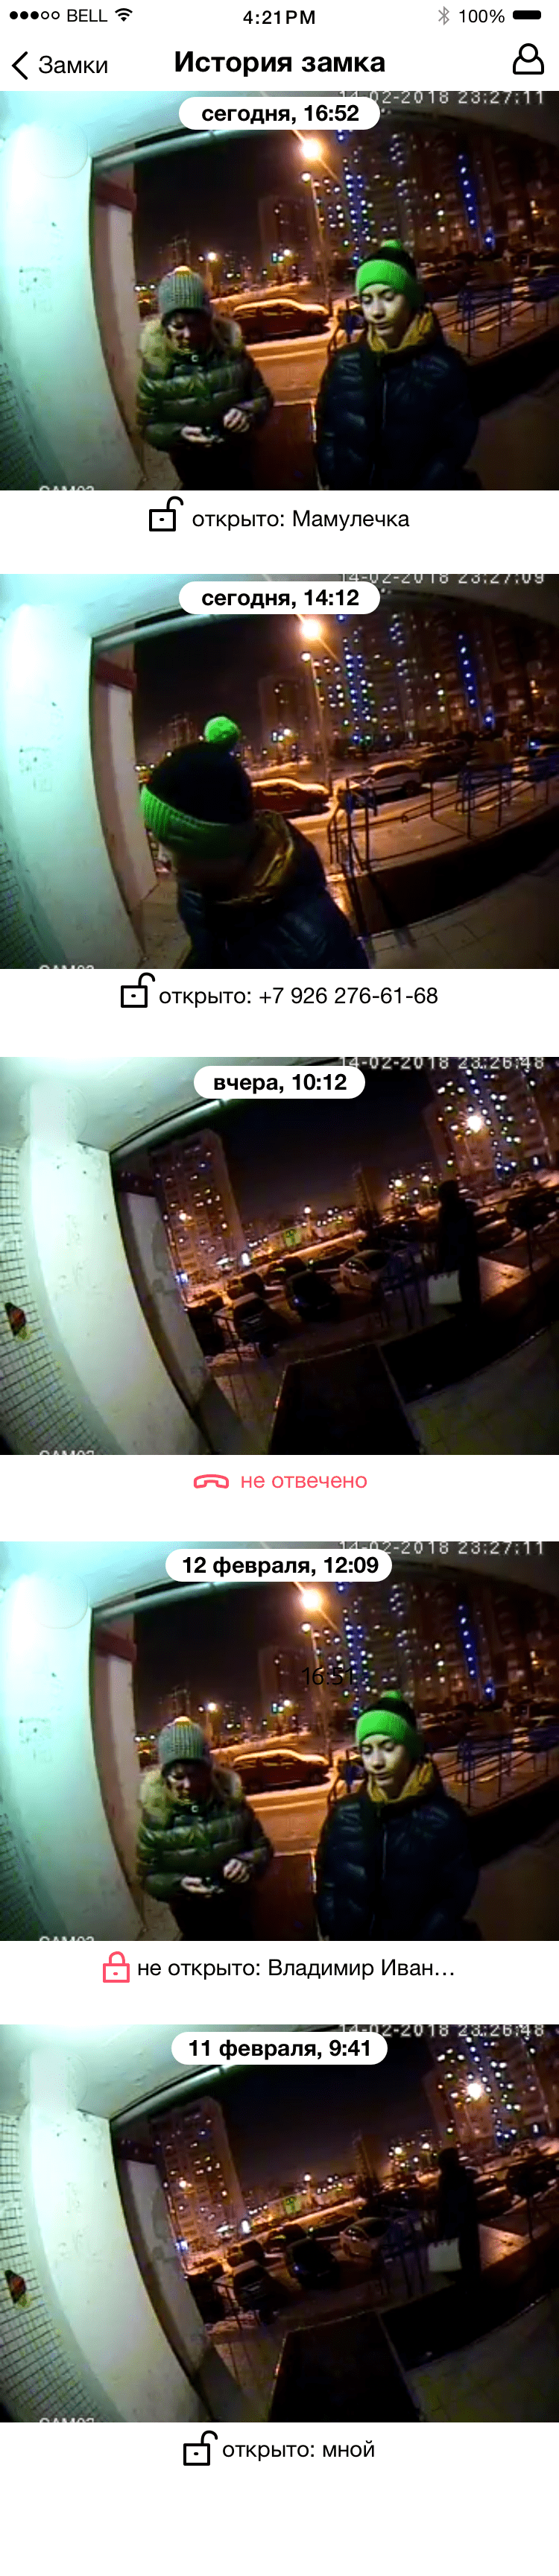 BELL 4:21PM 100%
Замки История замка
14-02-2018 23:27:11
сегодня, 16:52
открыто: Мамулечка
14-02-2018 23:27:09
сегодня, 14:12
открыто: +7 926 276-61-68
14-02-2018 23:26:48
вчера, 10:12
не отвечено
14-02-2018 23:27:11
12 февраля, 12:09
16:51
не открыто: Владимир Иван...
14-02-2018 23:26:48
11 февраля, 9:41
открыто: мной